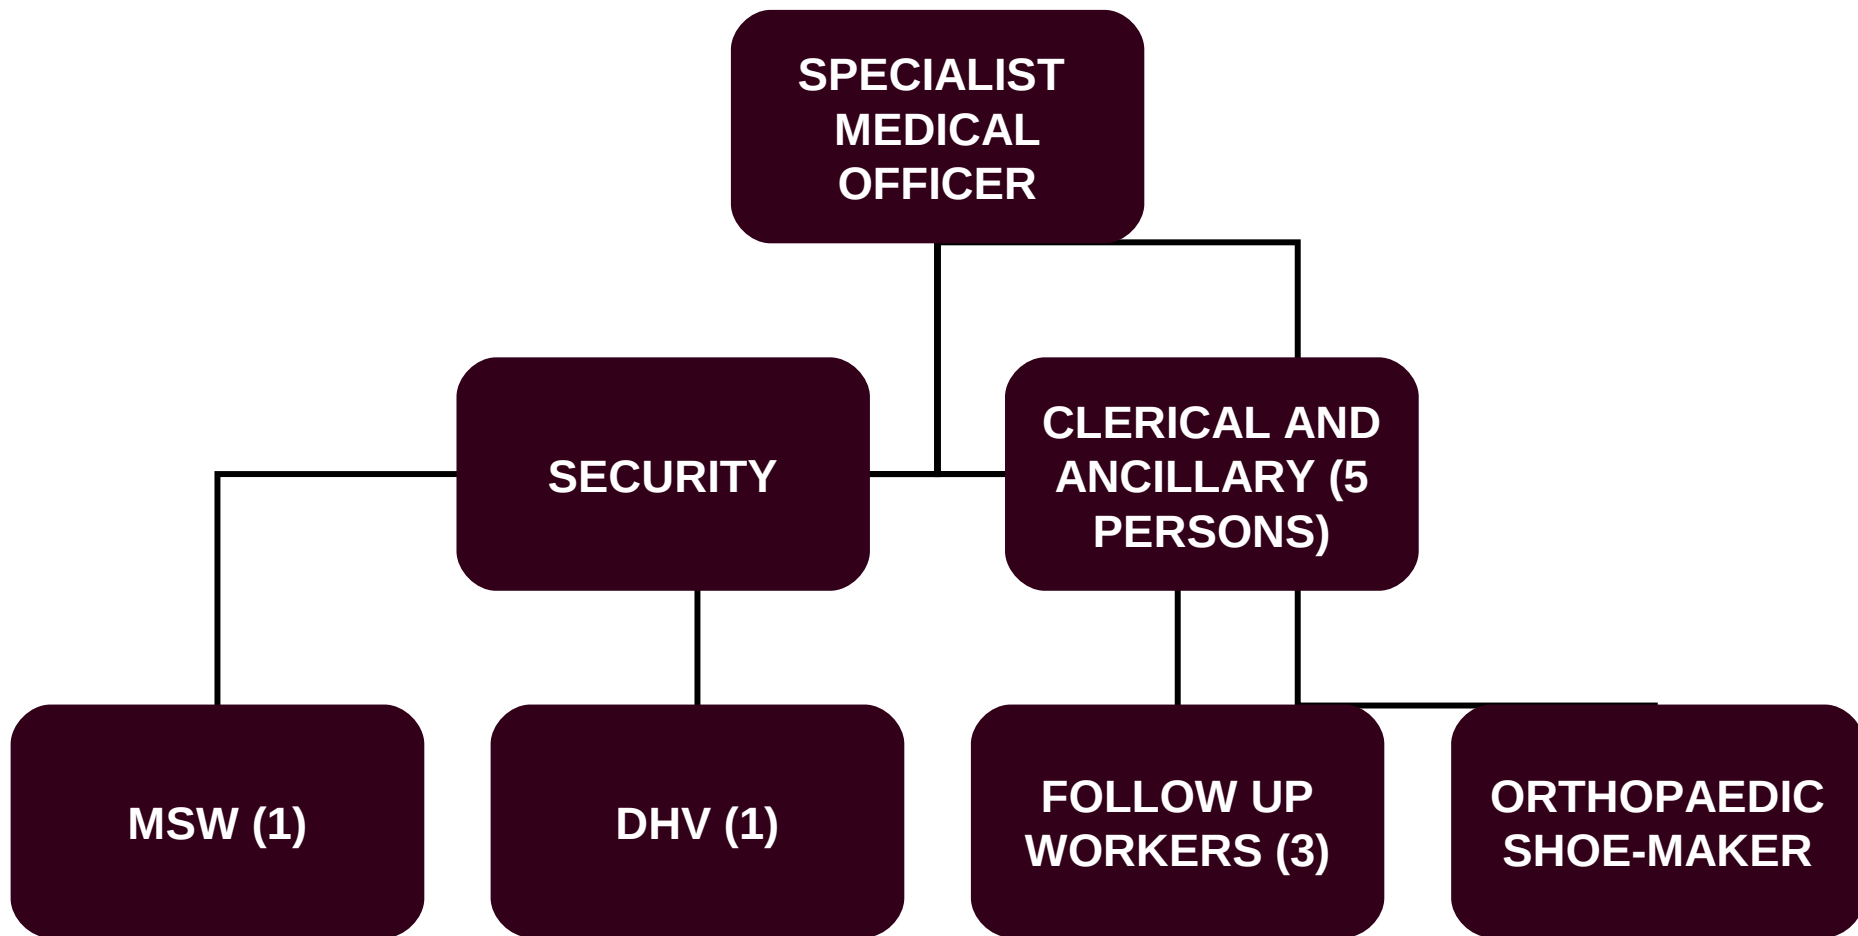 SPECIALIST
MEDICAL
OFFICER
SECURITY
CLERICAL AND
ANCILLARY (5
PERSONS)
MSW (1)
DHV (1)
FOLLOW UP
WORKERS (3)
ORTHOPAEDIC
SHOE-MAKER